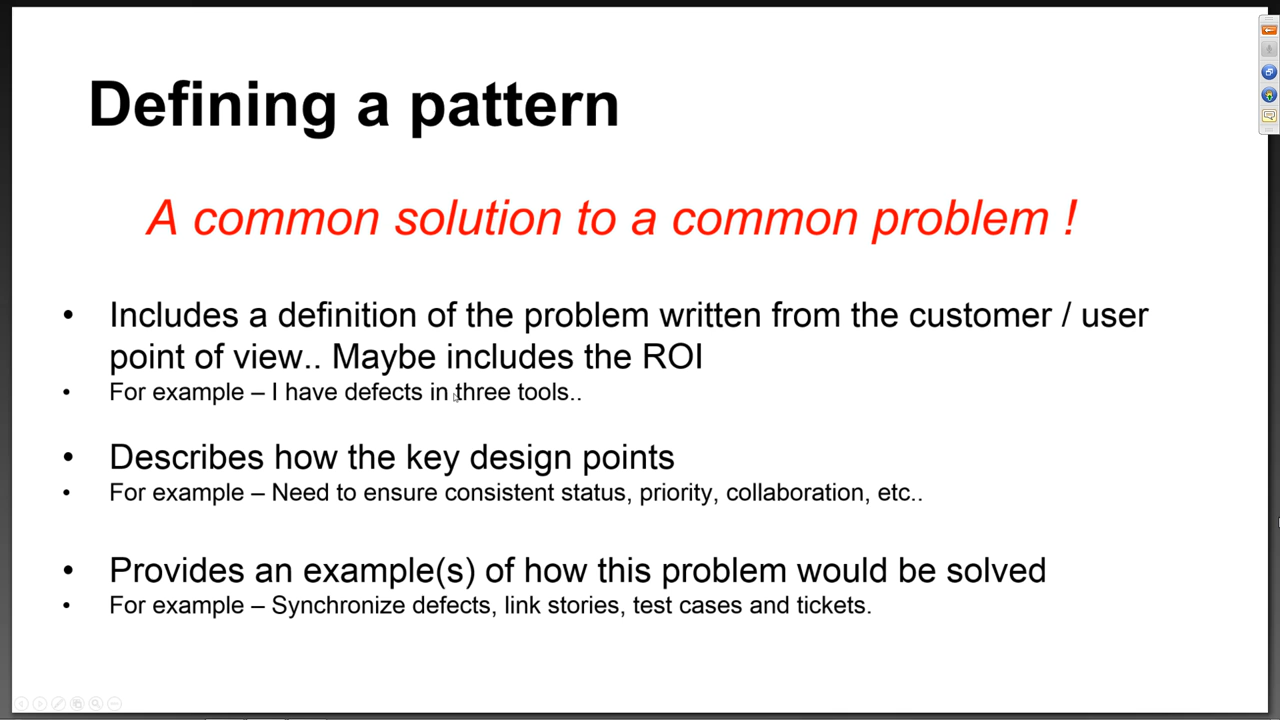 Defining a pattern
A common solution to a common problem !
• Includes a definition of the problem written from the customer / user
point of view.. Maybe includes the ROI
• For example – I have defects in three tools..
• Describes how the key design points
• For example – Need to ensure consistent status, priority, collaboration, etc..
• Provides an example(s) of how this problem would be solved
• For example – Synchronize defects, link stories, test cases and tickets.